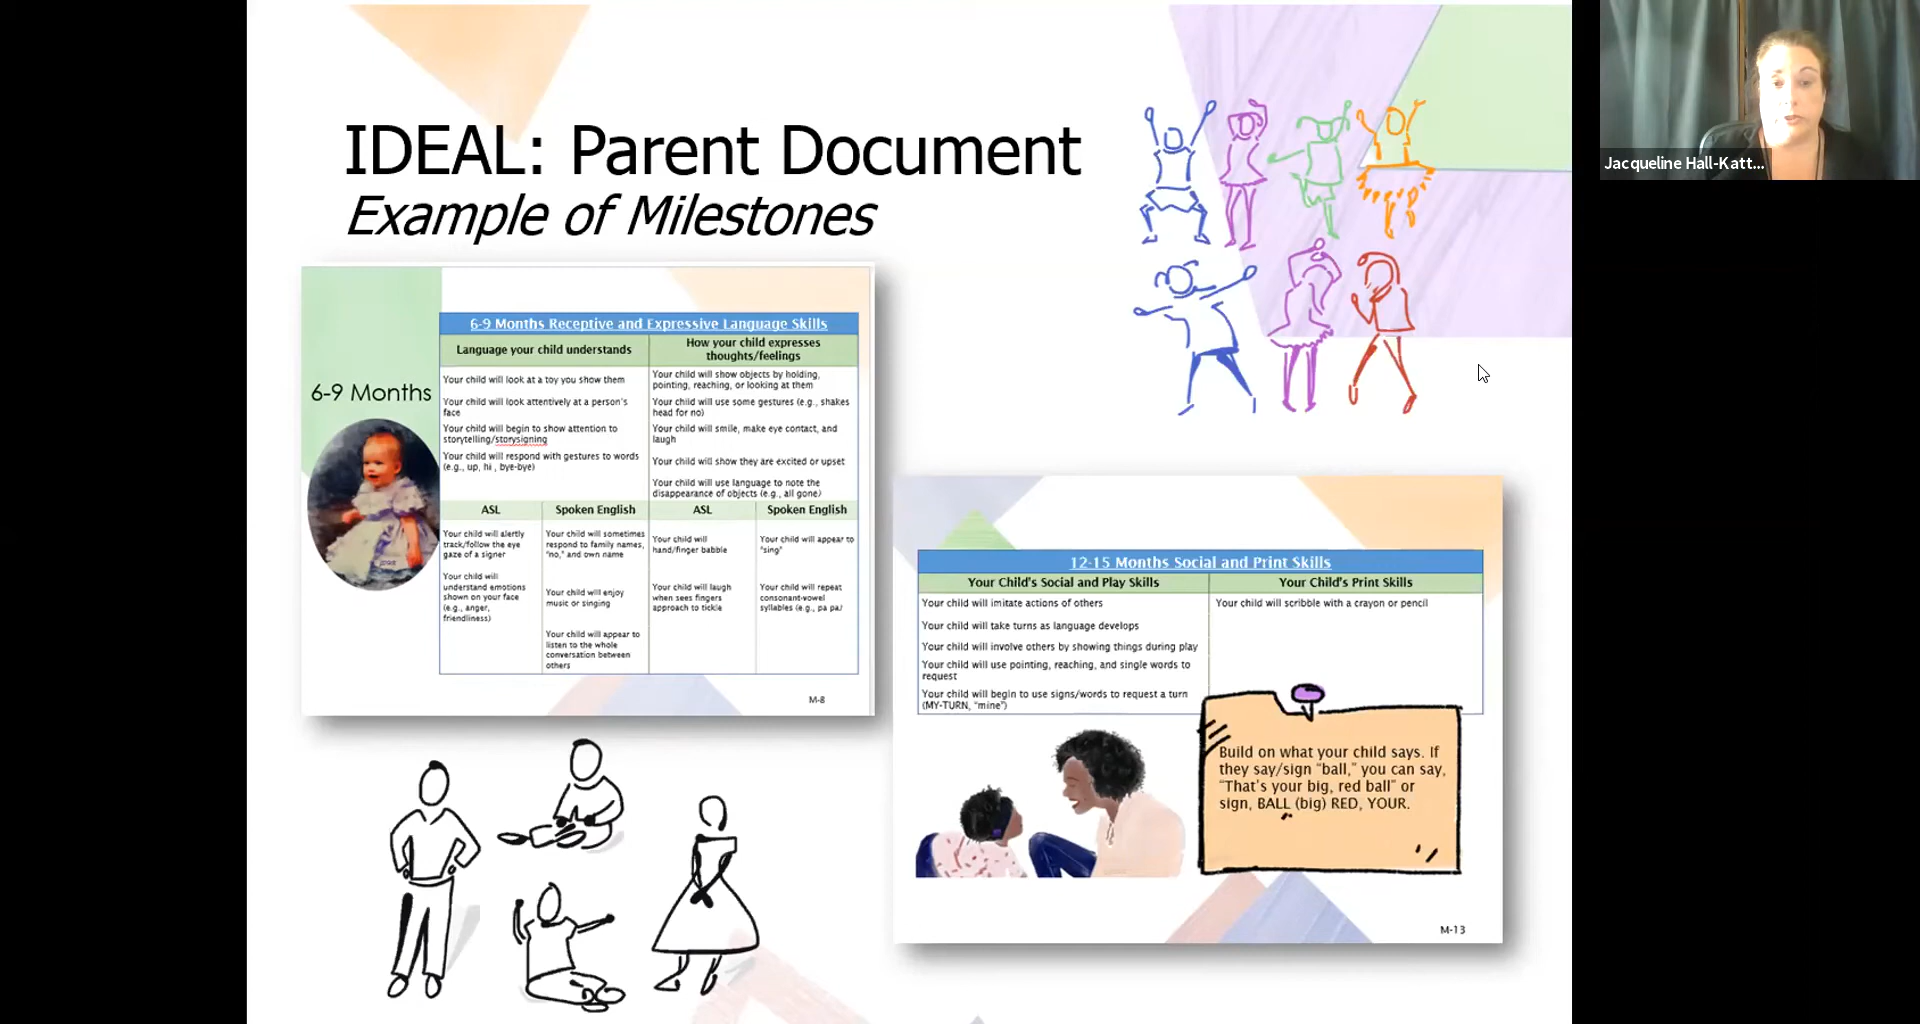 IDEAL: Parent Document
Example of Milestones
Jacqueline Hall-Katt...
6-9 Months
6-9 Months Receptive and Expressive Language Skills
Language your child understands
How your child expresses
thoughts/feelings
Your child will look at a toy you show them
Your child will look attentively at a person's
face
Your child will begin to show attention to
storytelling/storysigning
Your child will respond with gestures to words
(e.g., up, hi , bye-bye)
Your child will show objects by holding,
pointing, reaching, or looking at them
Your child will use some gestures (e.g., shakes
head for no)
Your child will smile, make eye contact, and
laugh
Your child will show they are excited or upset
Your child will use language to note the
disappearance of objects (e.g., all gone)
ASL
Spoken English
ASL
Spoken English
Your child will alertly
track/follow the eye
gaze of a signer
Your child will
understand emotions
shown on your face
(e.g., anger,
friendliness)
Your child will sometimes
respond to family names,
"no," and own name
Your child will enjoy
music or singing
Your child will appear to
listen to the whole
conversation between
others
Your child will
hand/finger babble
Your child will laugh
when sees fingers
approach to tickle
Your child will appear to
"sing"
Your child will repeat
consonant-vowel
syllables (e.g., pa pa)
M-8
12-15 Months Social and Print Skills
Your Child's Social and Play Skills
Your Child's Print Skills
Your child will imitate actions of others
Your child will take turns as language develops
Your child will involve others by showing things during play
Your child will use pointing, reaching, and single words to
request
Your child will begin to use signs/words to request a turn
(MY-TURN, "mine")
Your child will scribble with a crayon or pencil
Build on what your child says. If
they say/sign "ball," you can say,
"That's your big, red ball" or
sign, BALL (big) RED, YOUR.
M-13